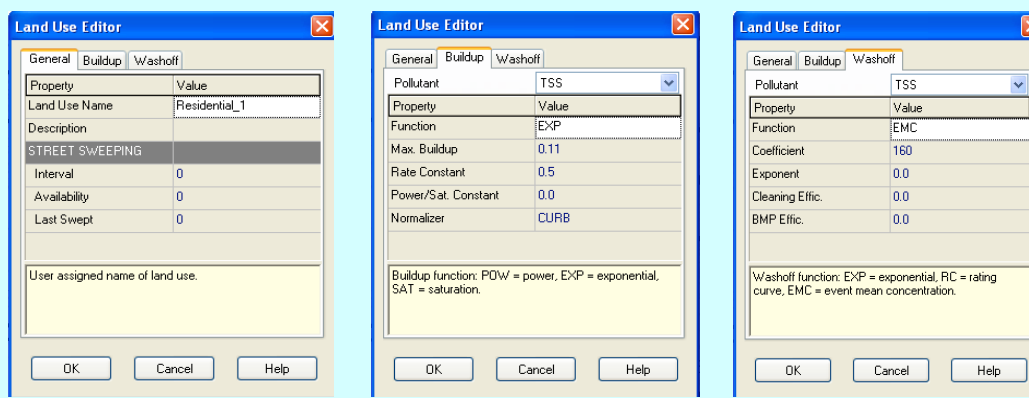 Land Use Editor
General Buildup Washoff
Property Value
Land Use Name Residential_1
Description
STREET SWEEPING
Interval 0
Availability 0
Last Swept 0
User assigned name of land use.
OK Cancel Help
Land Use Editor
General Buildup Washoff
Pollutant TSS
Property Value
Function EXP
Max. Buildup 0.11
Rate Constant 0.5
Power/Sat. Constant 0.0
Normalizer CURB
Buildup function: POW = power, EXP = exponential,
SAT = saturation.
OK Cancel Help
Land Use Editor
General Buildup Washoff
Pollutant TSS
Property Value
Function EMC
Coefficient 160
Exponent 0.0
Cleaning Effic. 0.0
BMP Effic. 0.0
Washoff function: EXP = exponential, RC = rating
curve, EMC = event mean concentration.
OK Cancel Help